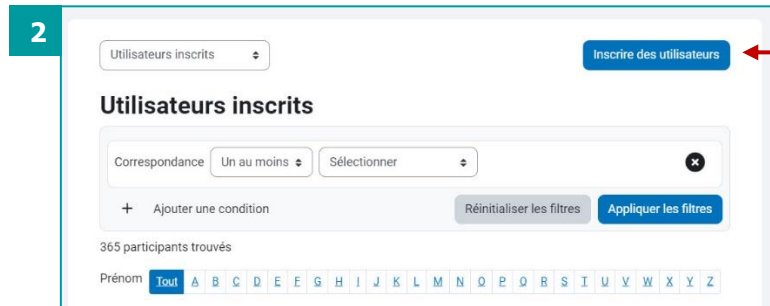 2
Utilisateurs inscrits
Inscrire des utilisateurs
Utilisateurs inscrits
Correspondance Un au moins Sélectionner
+ Ajouter une condition Réinitialiser les filtres Appliquer les filtres
365 participants trouvés
Prénom Tout A B C D E F G H I J K L M N O P Q R S T U V W X Y Z